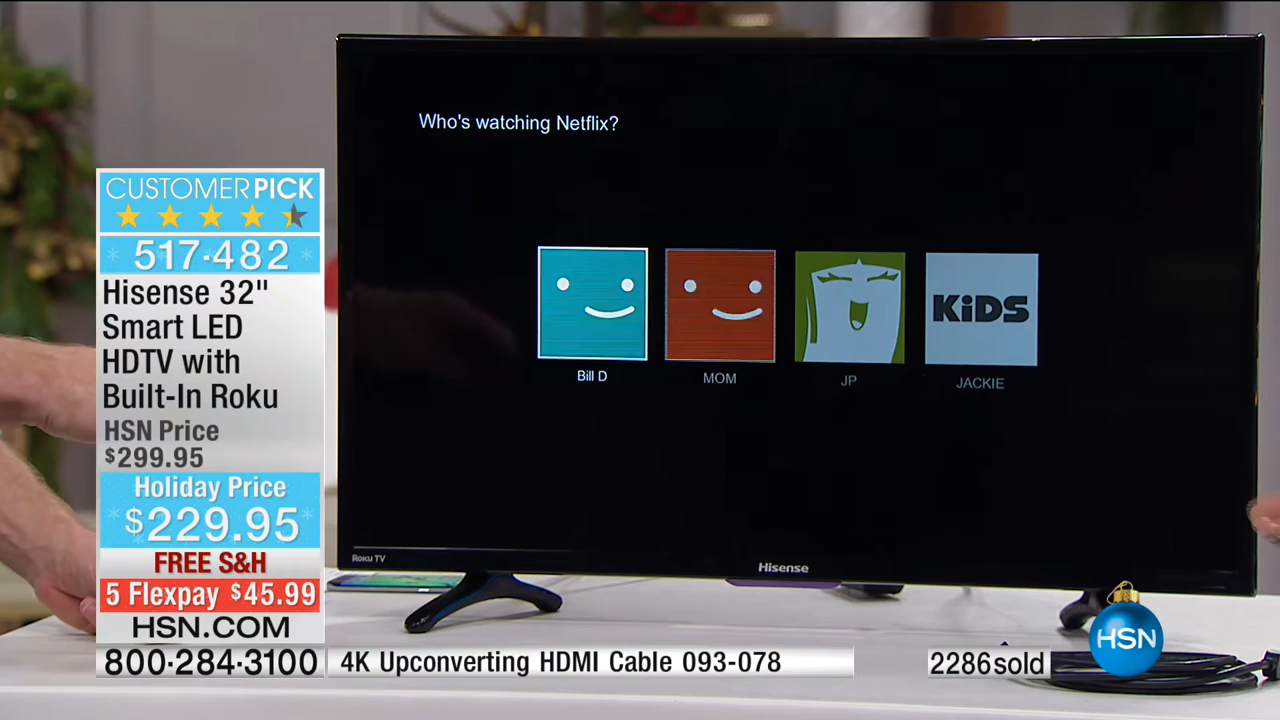 Who's watching Netflix?
Bill D
MOM
JP
KiDS
JACKIE
Roku TV
Hisense
CUSTOMER PICK
517-482
Hisense 32"
Smart LED
HDTV with
Built-In Roku
HSN Price
$299.95
Holiday Price
$229.95
FREE S&H
5 Flexpay $45.99
HSN.COM
800-284-3100
4K Upconverting HDMI Cable 093-078
2286sold
HSN